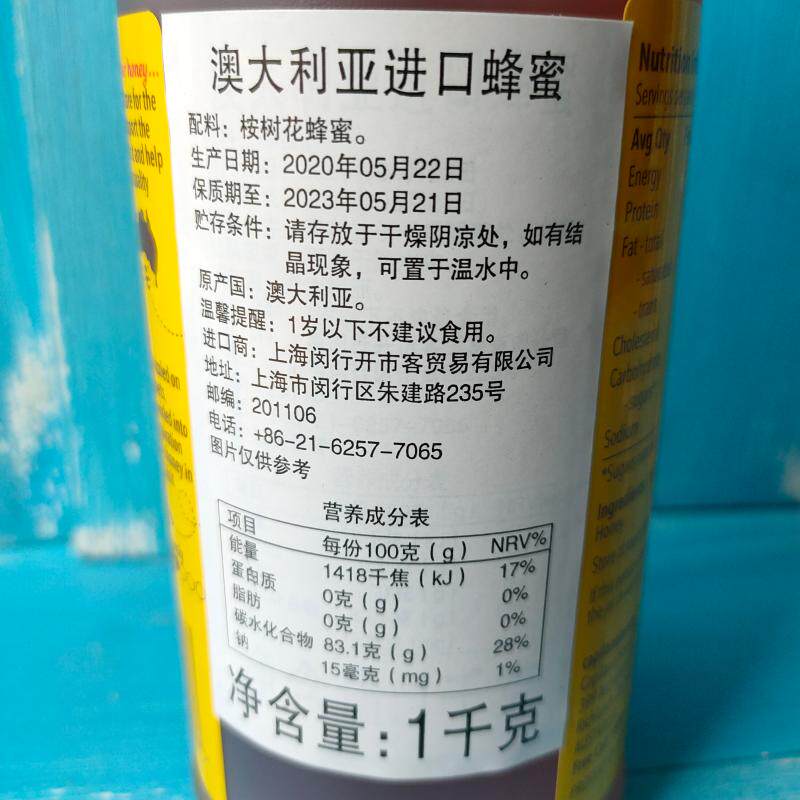 澳大利亚进口蜂蜜
配料：桉树花蜂蜜。
生产日期：2020年05月22日
保质期至：2023年05月21日
贮存条件：请存放于干燥阴凉处，如有结
晶现象，可置于温水中。
原产国：澳大利亚。
温馨提醒：1岁以下不建议食用。
进口商：上海闵行开市客贸易有限公司
地址：上海市闵行区朱建路235号
邮编：201106
电话：+86-21-6257-7065
图片仅供参考
营养成分表
项目 每份100克（g） NRV%
能量 1418千焦（kJ） 17%
蛋白质 0克（g） 0%
脂肪 0克（g） 0%
碳水化合物 83.1克（g） 28%
钠 15毫克（mg） 1%
净含量：1千克
honey...
for the
the
and help
Nutrition
Avg Qty
Energy
Protein
Fat - total
- trans
Cholesterol
Sodium
Honey